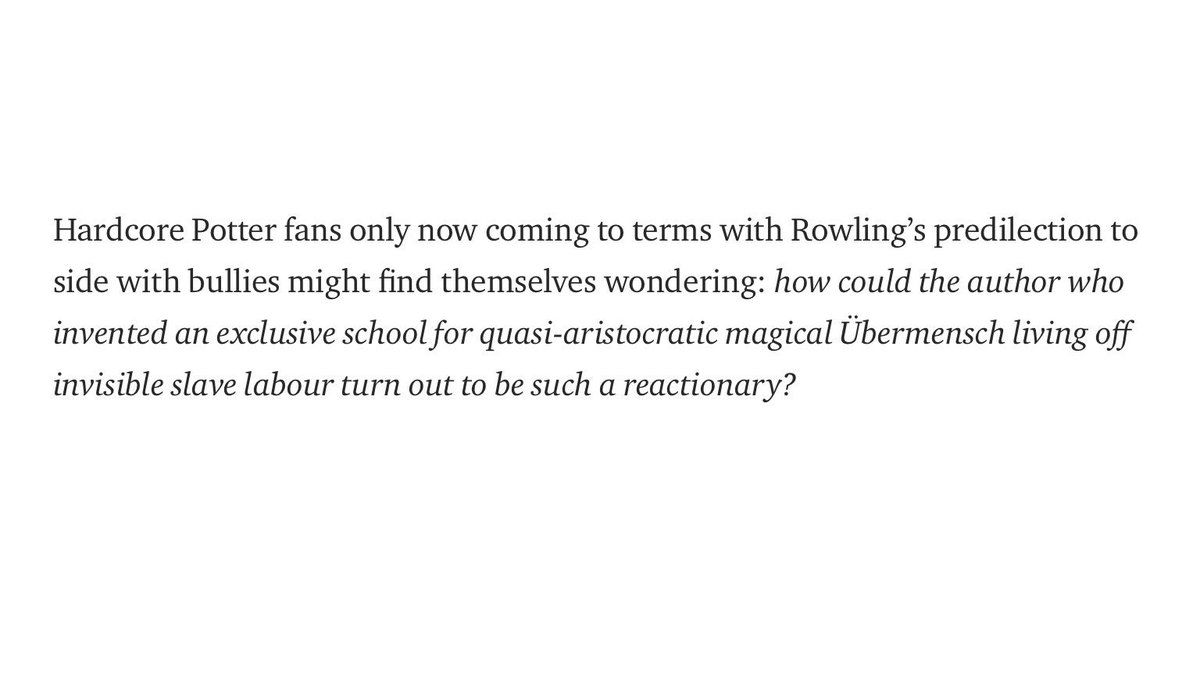 Hardcore Potter fans only now coming to terms with Rowling’s predilection to
side with bullies might find themselves wondering: how could the author who
invented an exclusive school for quasi-aristocratic magical Übermensch living off
invisible slave labour turn out to be such a reactionary?